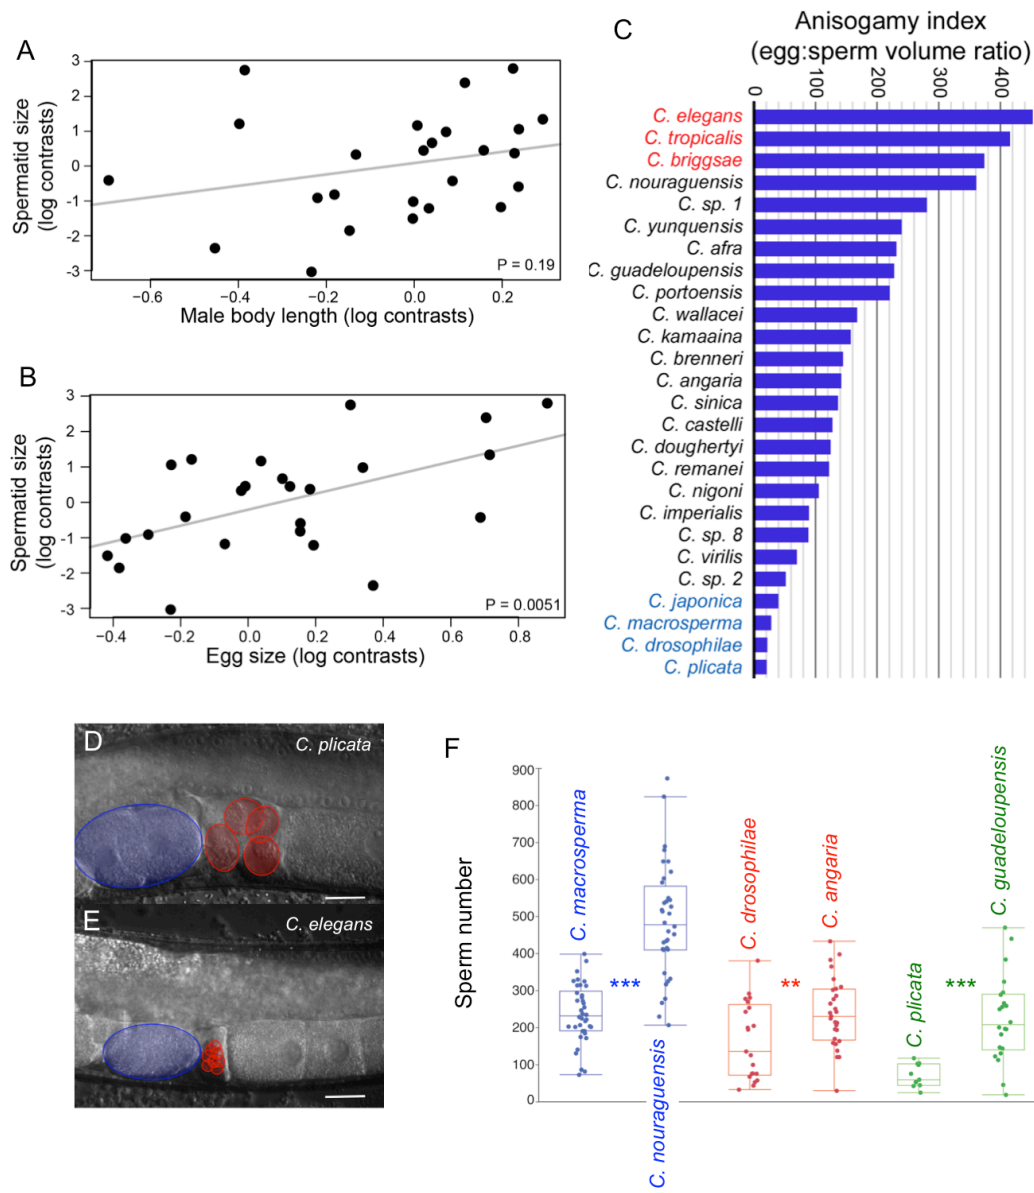 A
Spermatid size
(log contrasts)
3
2
1
0
−1
−2
−3
P = 0.19
−0.6
−0.4
−0.2
0.0
0.2
Male body length (log contrasts)
B
Spermatid size
(log contrasts)
3
2
1
0
−1
−2
−3
P = 0.0051
−0.4
−0.2
0.0
0.2
0.4
0.6
0.8
Egg size (log contrasts)
C
Anisogamy index
(egg:sperm volume ratio)
0
100
200
300
400
C. elegans
C. tropicalis
C. briggsae
C. nouraguensis
C. sp. 1
C. yunquensis
C. afra
C. guadeloupensis
C. portoensis
C. wallacei
C. kamaaina
C. brenneri
C. angaria
C. sinica
C. castelli
C. doughertyi
C. remanei
C. nigoni
C. imperialis
C. sp. 8
C. virilis
C. sp. 2
C. japonica
C. macrosperma
C. drosophilae
C. plicata
D
C. plicata
E
C. elegans
F
Sperm number
900
800
700
600
500
400
300
200
100
0
C. macrosperma
***
C. nouraguensis
C. drosophilae
**
C. angaria
C. plicata
***
C. guadeloupensis